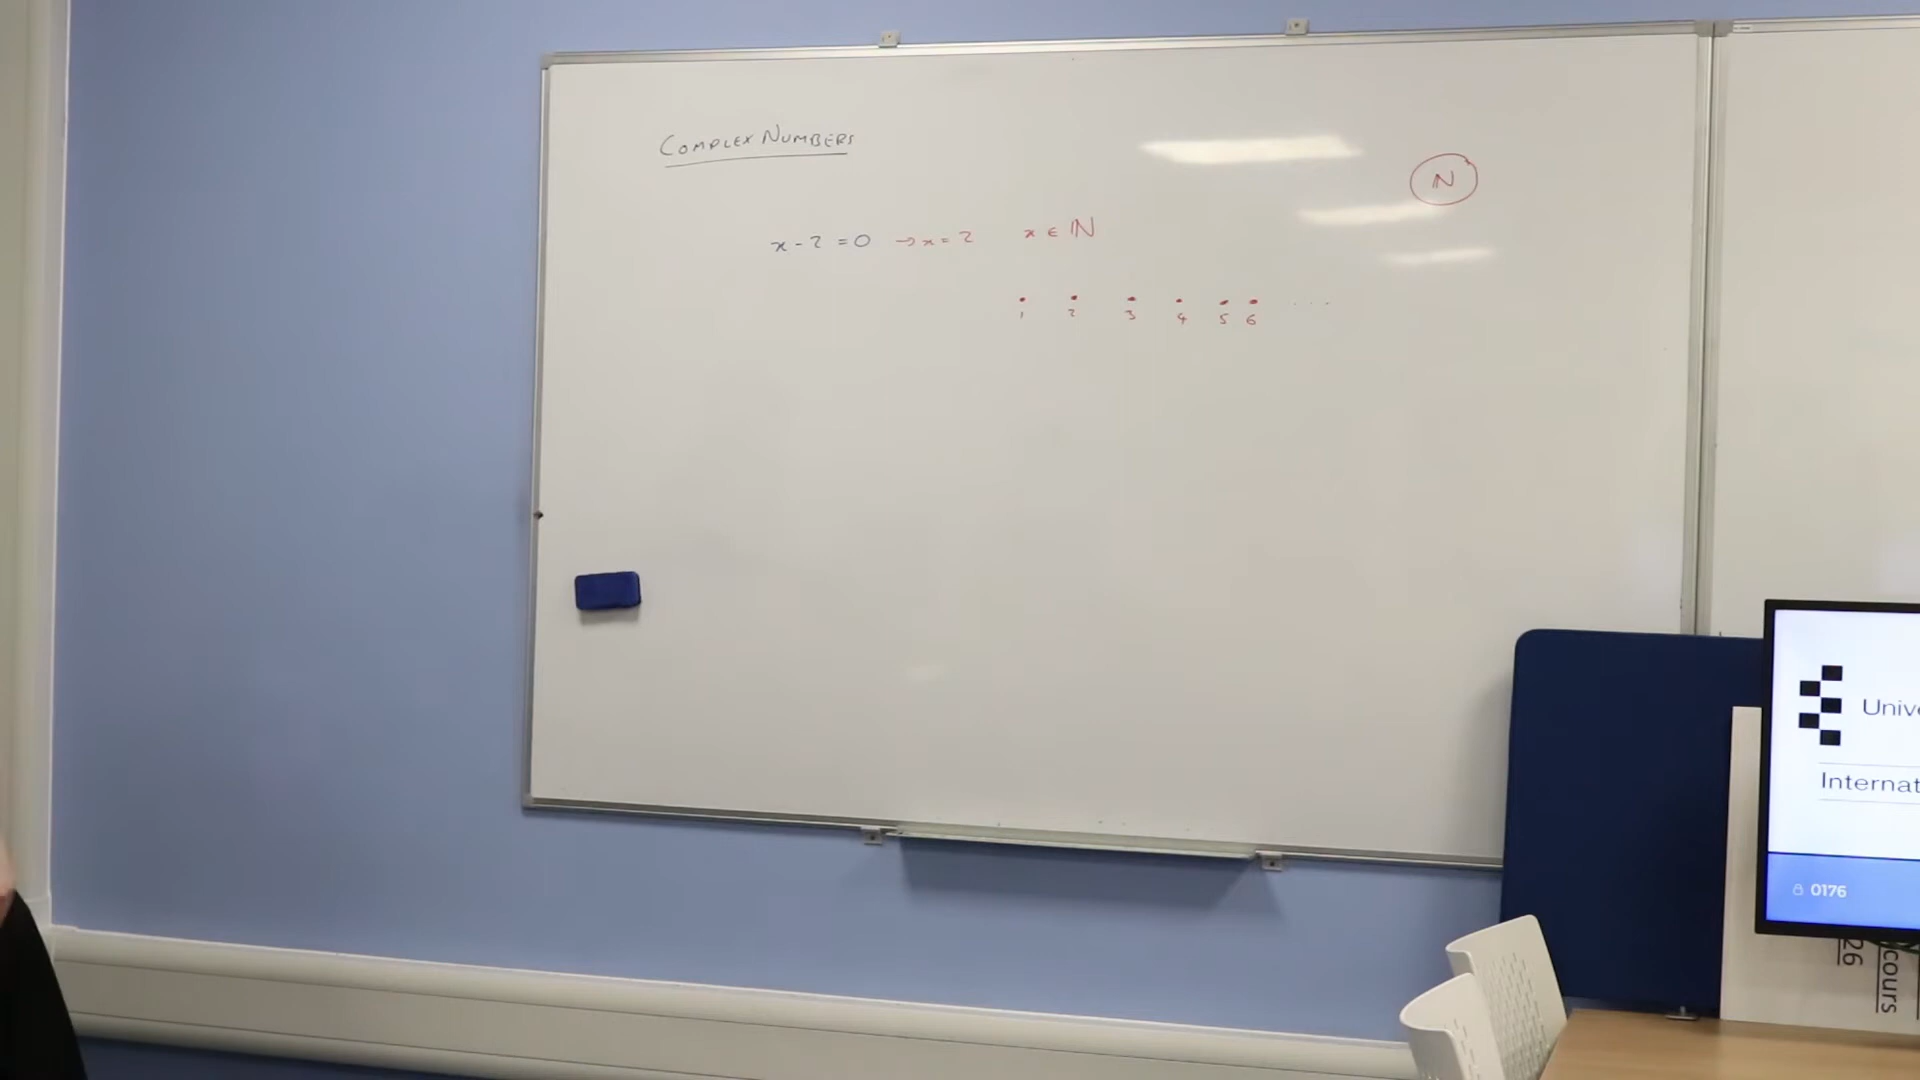 COMPLEX NUMBERS
ℕ
x - 2 = 0 → x = 2 x ∈ ℕ
1 2 3 4 5 6 ...
Unive
Internat
0176
26
cours